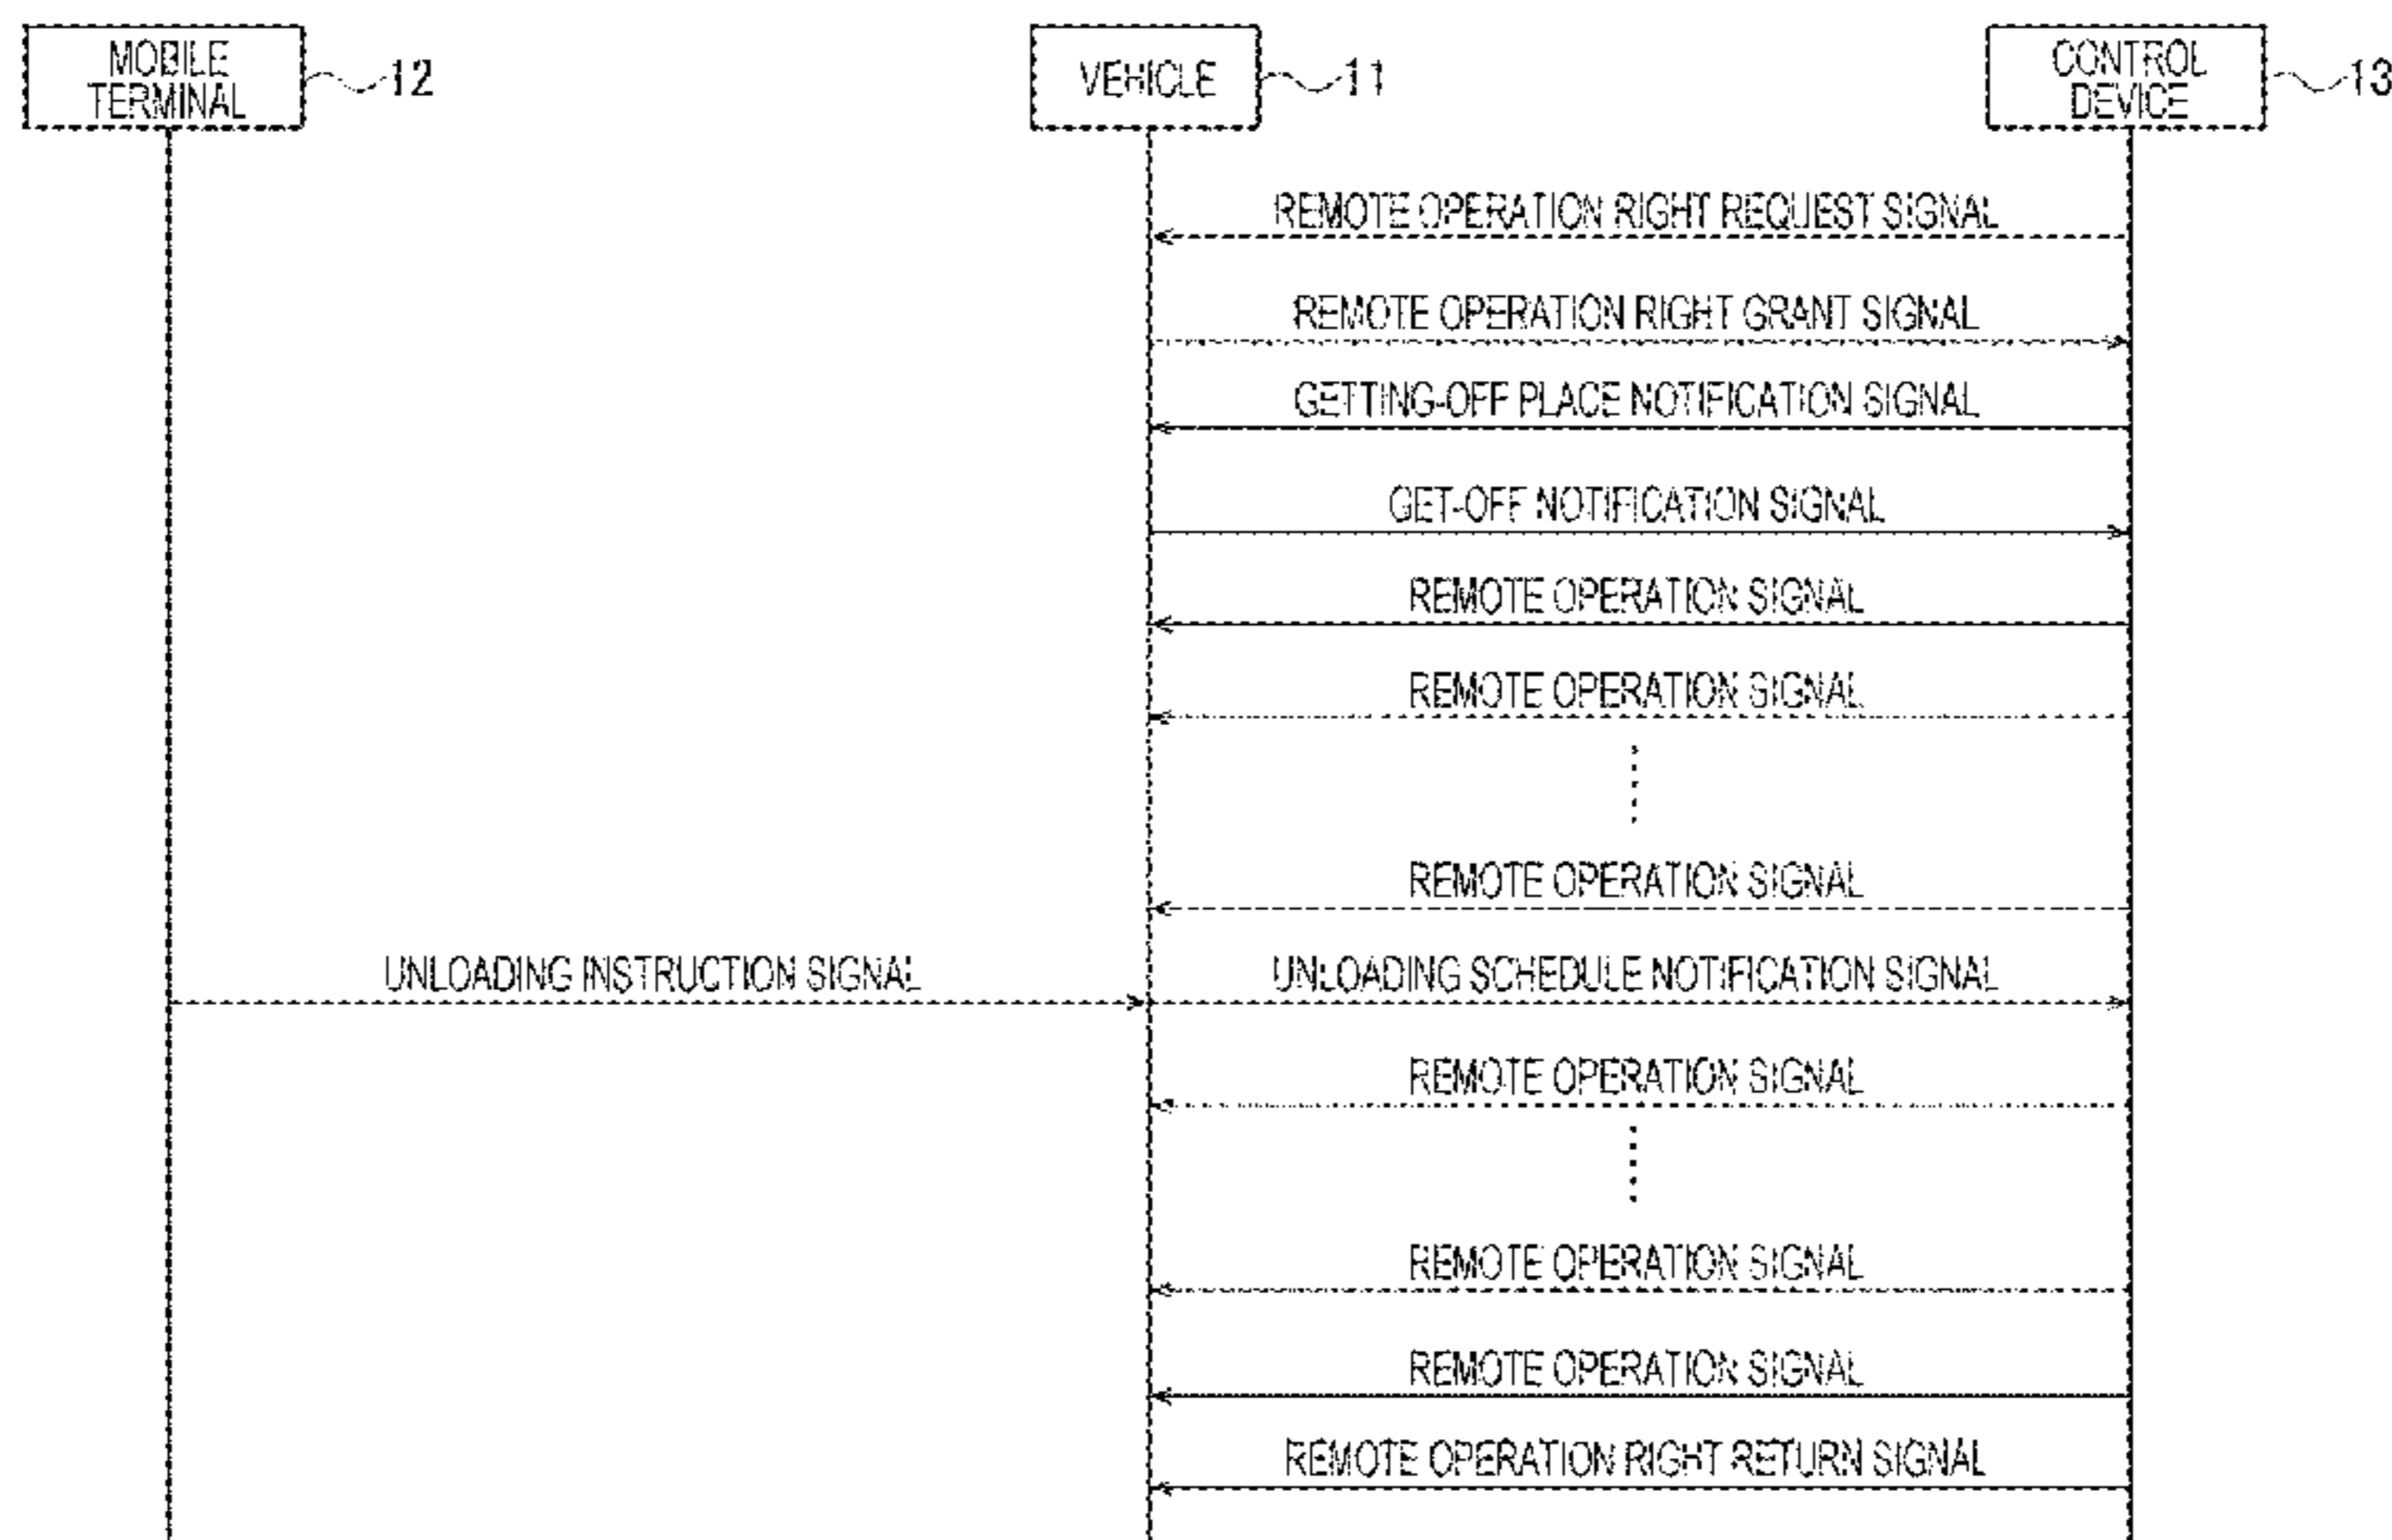 MOBILE
TERMINAL
12
VEHICLE
11
CONTROL
DEVICE
13
REMOTE OPERATION RIGHT REQUEST SIGNAL
REMOTE OPERATION RIGHT GRANT SIGNAL
GETTING-OFF PLACE NOTIFICATION SIGNAL
GET-OFF NOTIFICATION SIGNAL
REMOTE OPERATION SIGNAL
REMOTE OPERATION SIGNAL
REMOTE OPERATION SIGNAL
UNLOADING INSTRUCTION SIGNAL
UNLOADING SCHEDULE NOTIFICATION SIGNAL
REMOTE OPERATION SIGNAL
REMOTE OPERATION SIGNAL
REMOTE OPERATION SIGNAL
REMOTE OPERATION RIGHT RETURN SIGNAL